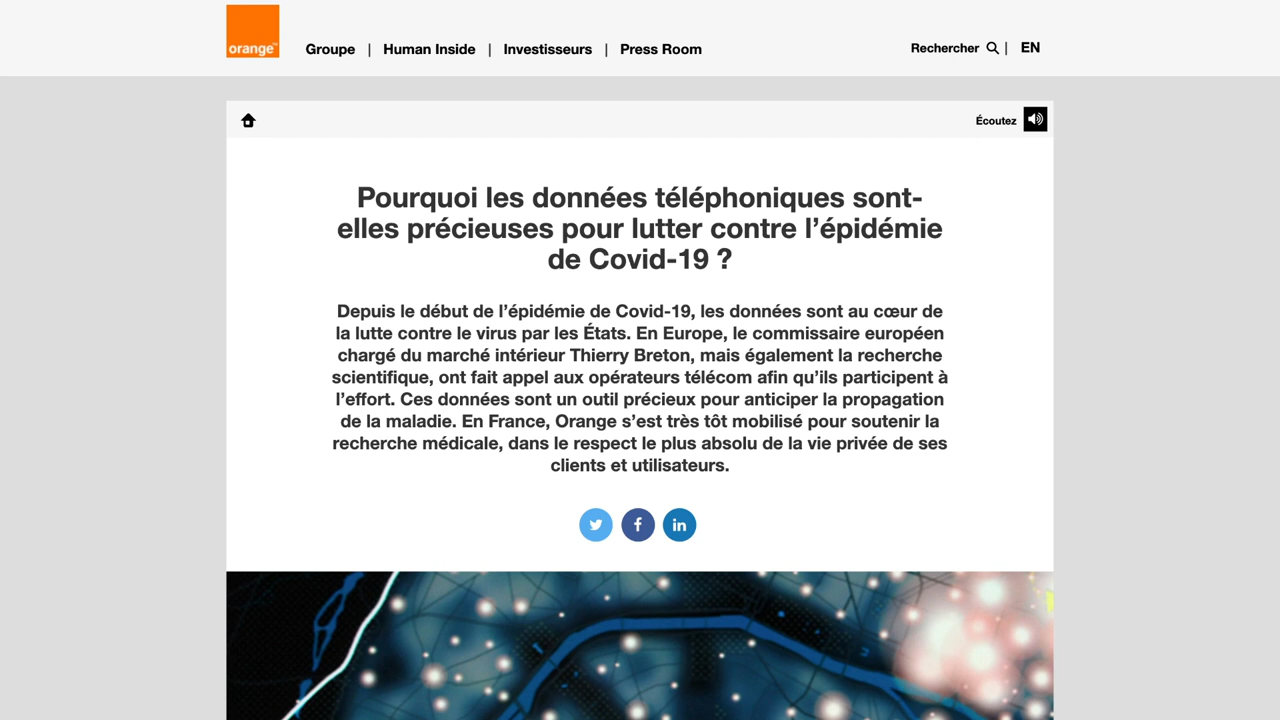 orange™
Groupe | Human Inside | Investisseurs | Press Room
Rechercher | EN
Écoutez
Pourquoi les données téléphoniques sont-
elles précieuses pour lutter contre l’épidémie
de Covid-19 ?
Depuis le début de l’épidémie de Covid-19, les données sont au cœur de
la lutte contre le virus par les États. En Europe, le commissaire européen
chargé du marché intérieur Thierry Breton, mais également la recherche
scientifique, ont fait appel aux opérateurs télécom afin qu’ils participent à
l’effort. Ces données sont un outil précieux pour anticiper la propagation
de la maladie. En France, Orange s’est très tôt mobilisé pour soutenir la
recherche médicale, dans le respect le plus absolu de la vie privée de ses
clients et utilisateurs.